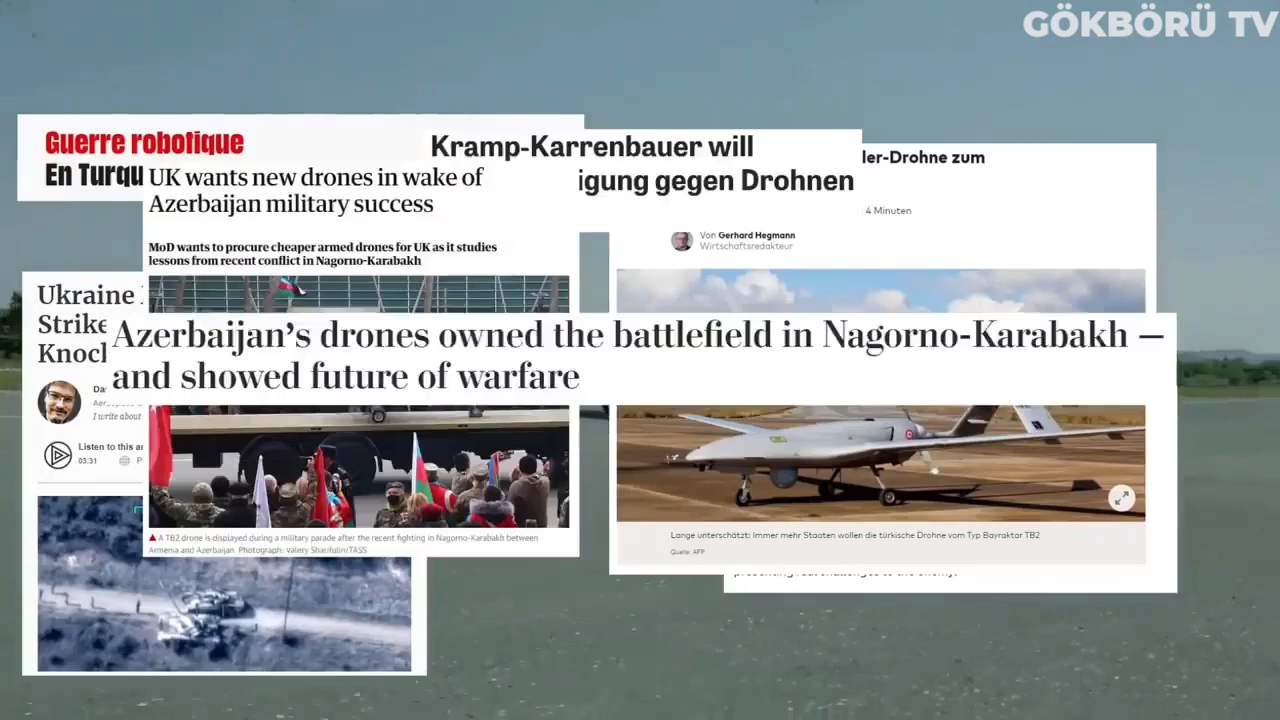 GÖKBÖRÜ TV
Guerre robotique
En Turqu
UK wants new drones in wake of
Azerbaijan military success
MoD wants to procure cheaper armed drones for UK as it studies
lessons from recent conflict in Nagorno-Karabakh
Kramp-Karrenbauer will
igung gegen Drohnen
ler-Drohne zum
4 Minuten
Von Gerhard Hegmann
Wirtschaftsredakteur
Ukraine
Strike
Knock
Azerbaijan's drones owned the battlefield in Nagorno-Karabakh —
and showed future of warfare
Da
I write about
Listen to this ar
03:31
A TB2 drone is displayed during a military parade after the recent fighting in Nagorno-Karabakh between
Armenia and Azerbaijan. Photograph: Valery Sharifulin/TASS
Lange unterschätzt: Immer mehr Staaten wollen die türkische Drohne vom Typ Bayraktar TB2
Quelle: AFP